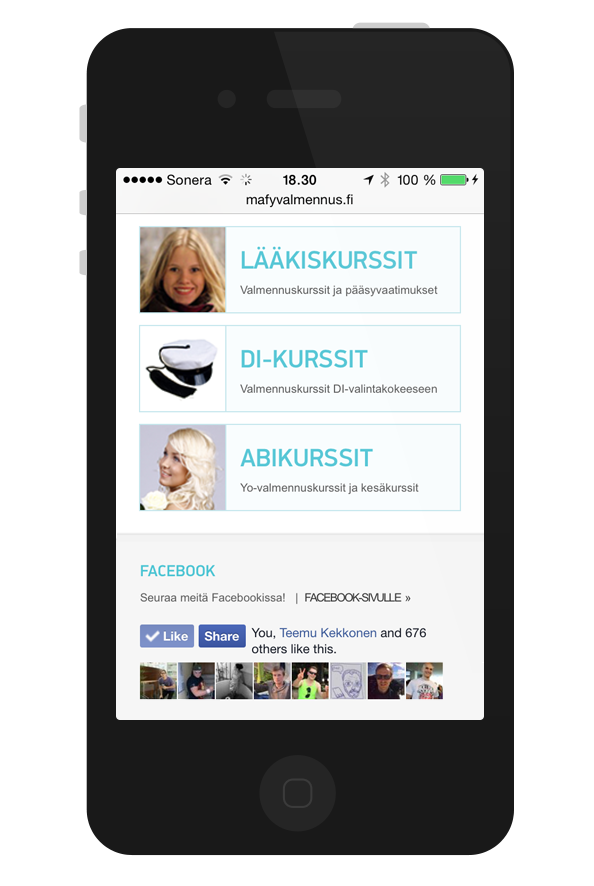 Sonera 18.30 100 %
mafyvalmennus.fi
LÄÄKISKURSSIT
Valmennuskurssit ja pääsyvaatimukset
DI-KURSSIT
Valmennuskurssit DI-valintakokeeseen
ABIKURSSIT
Yo-valmennuskurssit ja kesäkurssit
FACEBOOK
Seuraa meitä Facebookissa! | FACEBOOK-SIVULLE »
Like Share You, Teemu Kekkonen and 676
others like this.